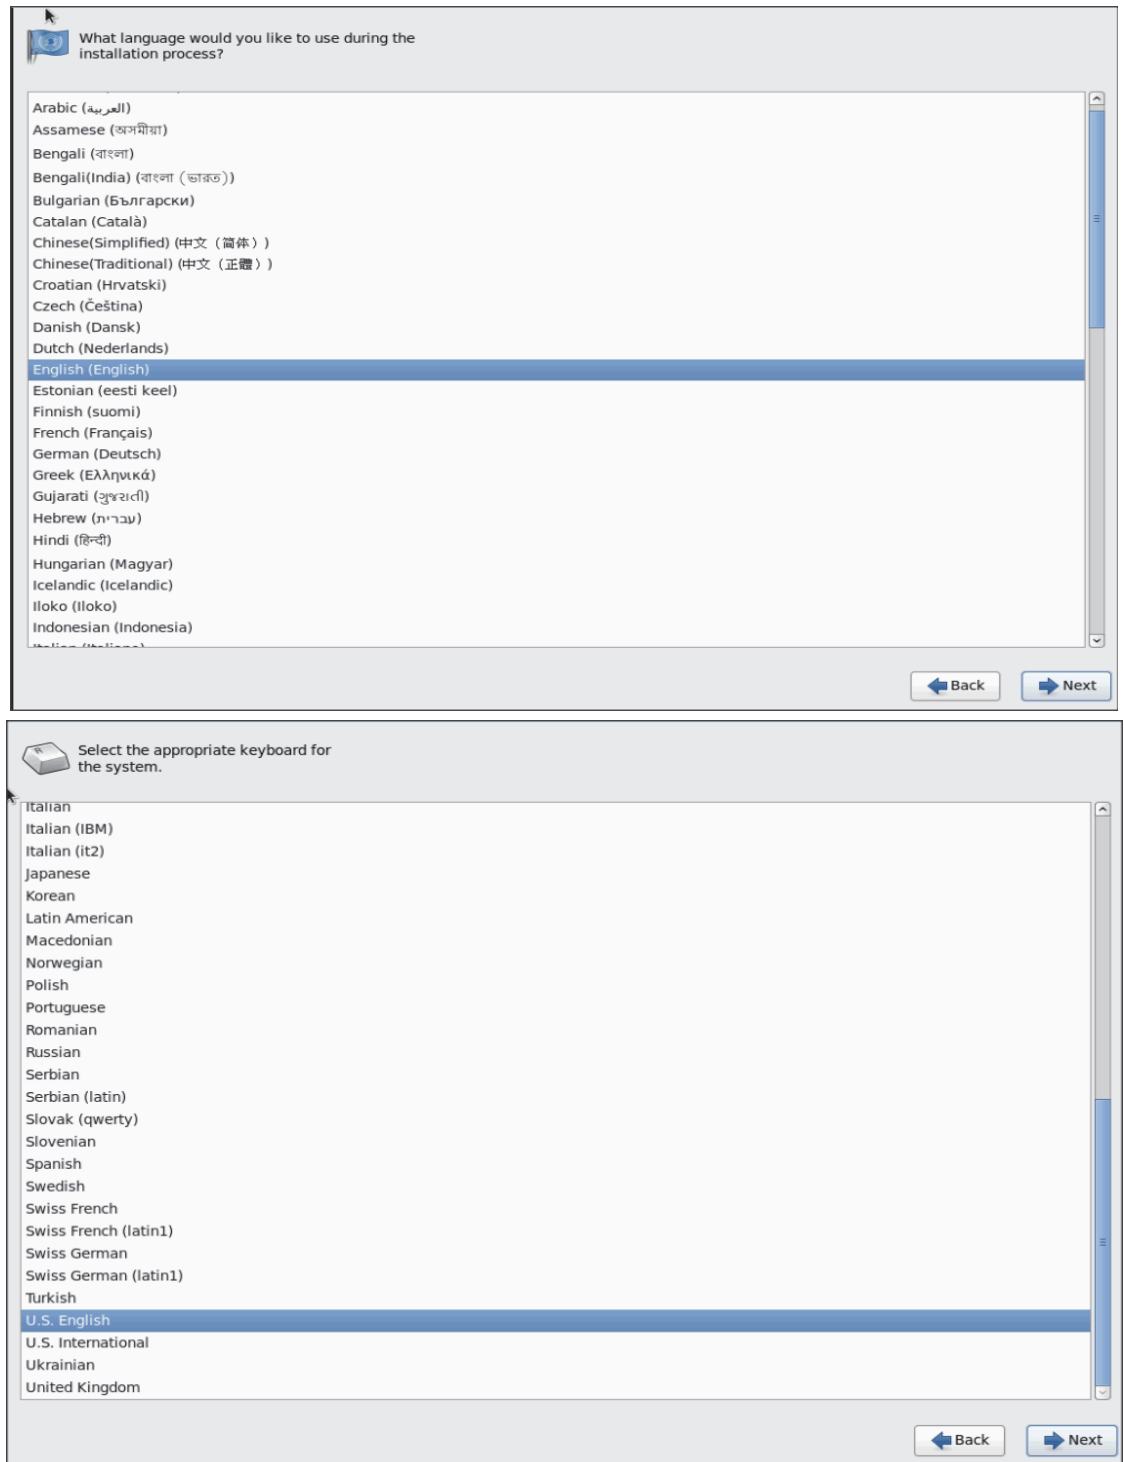 What language would you like to use during the
installation process?
Arabic (العربية)
Assamese (অসমীয়া)
Bengali (বাংলা)
Bengali(India) (বাংলা (ভারত))
Bulgarian (Български)
Catalan (Català)
Chinese(Simplified) (中文（简体）)
Chinese(Traditional) (中文（正體）)
Croatian (Hrvatski)
Czech (Čeština)
Danish (Dansk)
Dutch (Nederlands)
English (English)
Estonian (eesti keel)
Finnish (suomi)
French (Français)
German (Deutsch)
Greek (Ελληνικά)
Gujarati (ગુજરાતી)
Hebrew (עברית)
Hindi (हिन्दी)
Hungarian (Magyar)
Icelandic (Icelandic)
Iloko (Iloko)
Indonesian (Indonesia)
Italian (Italiano)
Back Next
Select the appropriate keyboard for
the system.
Italian
Italian (IBM)
Italian (it2)
Japanese
Korean
Latin American
Macedonian
Norwegian
Polish
Portuguese
Romanian
Russian
Serbian
Serbian (latin)
Slovak (qwerty)
Slovenian
Spanish
Swedish
Swiss French
Swiss French (latin1)
Swiss German
Swiss German (latin1)
Turkish
U.S. English
U.S. International
Ukrainian
United Kingdom
Back Next